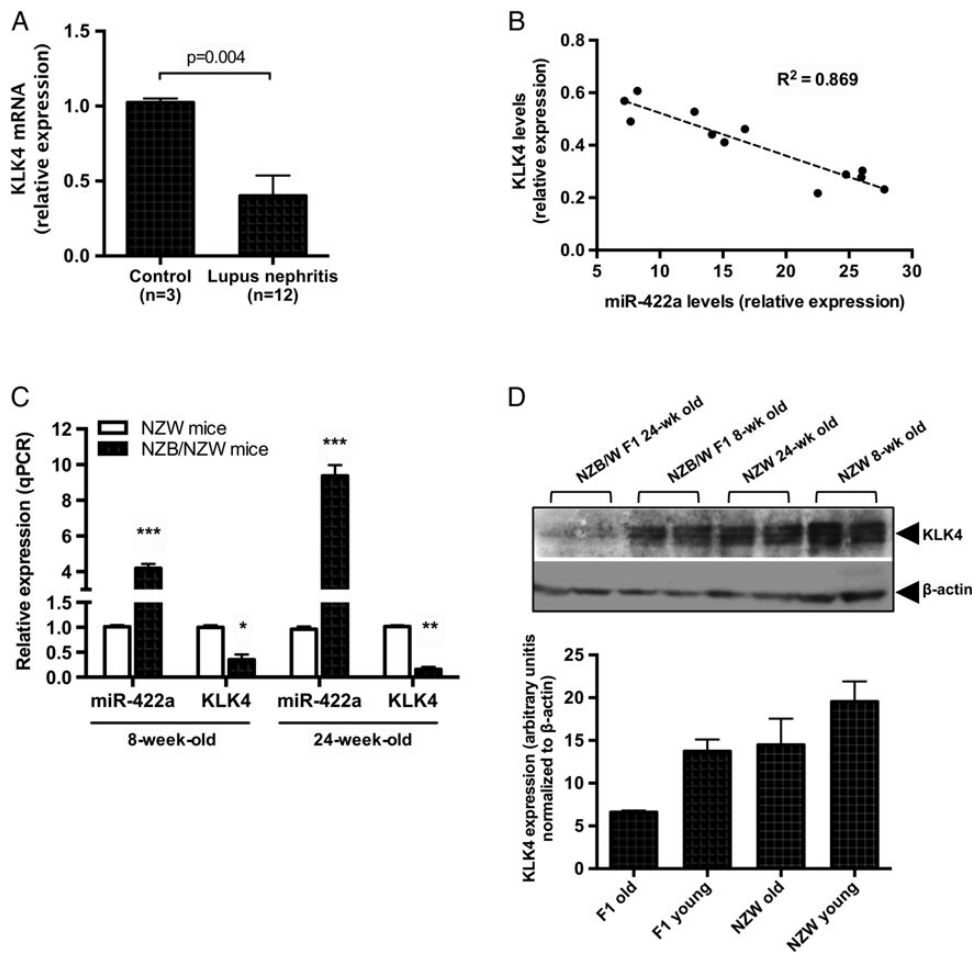 A
KLK4 mRNA
(relative expression)
1.5
1.0
0.5
0.0
p=0.004
Control
(n=3)
Lupus nephritis
(n=12)
B
KLK4 levels
(relative expression)
0.8
0.6
0.4
0.2
0.0
R² = 0.869
5 10 15 20 25 30
miR-422a levels (relative expression)
C
NZW mice
NZB/NZW mice
Relative expression (qPCR)
12
10
8
6
4
1.5
1.0
0.5
0.0
***
*
***
**
miR-422a KLK4 miR-422a KLK4
8-week-old 24-week-old
D
NZB/W F1 24-wk old
NZB/W F1 8-wk old
NZW 24-wk old
NZW 8-wk old
KLK4
β-actin
KLK4 expression (arbitrary unitis
normalized to β-actin)
25
20
15
10
5
0
F1 old
F1 young
NZW old
NZW young